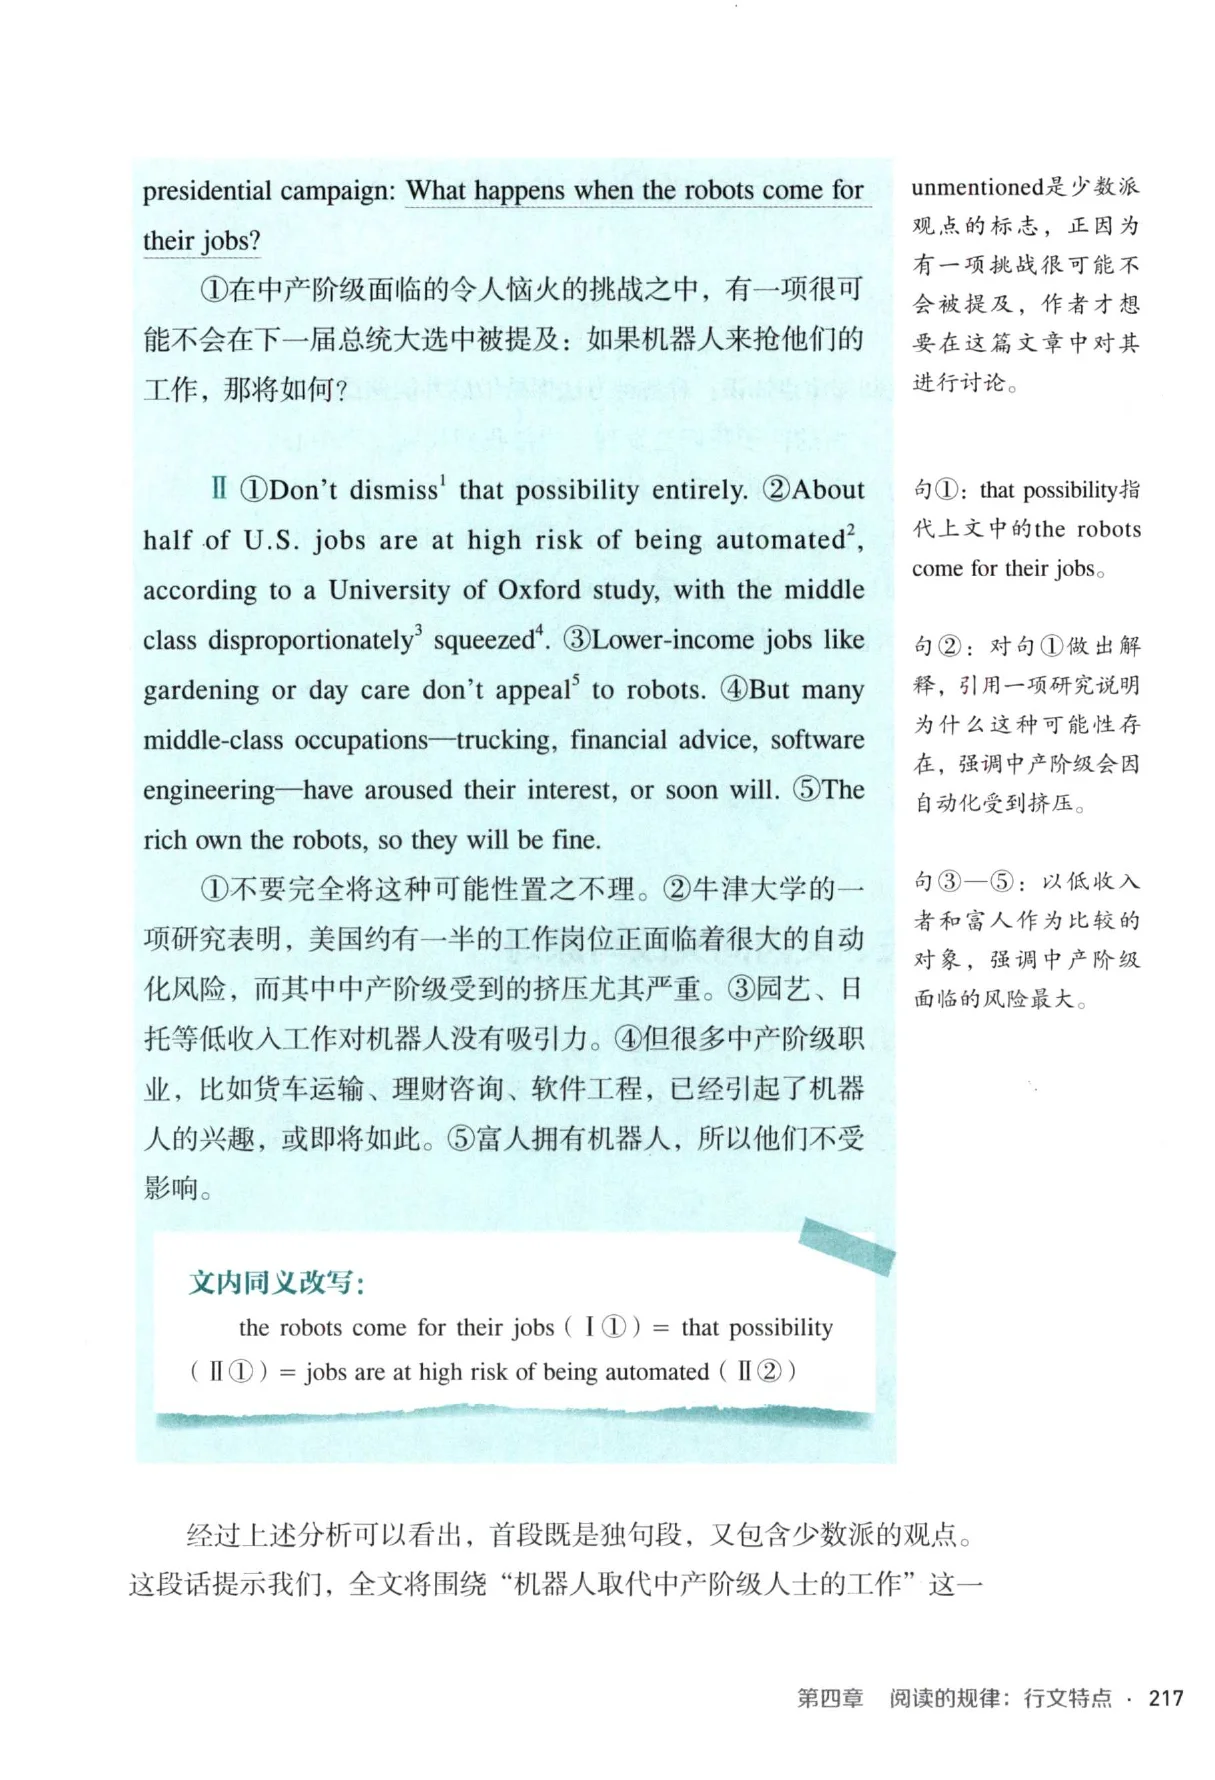 presidential campaign: What happens when the robots come for
their jobs?
①在中产阶级面临的令人恼火的挑战之中，有一项很可
能不会在下一届总统大选中被提及：如果机器人来抢他们的
工作，那将如何？
unmentioned是少数派
观点的标志，正因为
有一项挑战很可能不
会被提及，作者才想
要在这篇文章中对其
进行讨论。
Ⅱ ①Don't dismiss¹ that possibility entirely. ②About
half of U.S. jobs are at high risk of being automated²,
according to a University of Oxford study, with the middle
class disproportionately³ squeezed⁴. ③Lower-income jobs like
gardening or day care don't appeal⁵ to robots. ④But many
middle-class occupations—trucking, financial advice, software
engineering—have aroused their interest, or soon will. ⑤The
rich own the robots, so they will be fine.
①不要完全将这种可能性置之不理。②牛津大学的一
项研究表明，美国约有一半的工作岗位正面临着很大的自动
化风险，而其中中产阶级受到的挤压尤其严重。③园艺、日
托等低收入工作对机器人没有吸引力。④但很多中产阶级职
业，比如货车运输、理财咨询、软件工程，已经引起了机器
人的兴趣，或即将如此。⑤富人拥有机器人，所以他们不受
影响。
句①：that possibility指
代上文中的the robots
come for their jobs。
句②：对句①做出解
释，引用一项研究说明
为什么这种可能性存
在，强调中产阶级会因
自动化受到挤压。
句③—⑤：以低收入
者和富人作为比较的
对象，强调中产阶级
面临的风险最大。
文内同义改写：
the robots come for their jobs（Ⅰ①）= that possibility
（Ⅱ①）= jobs are at high risk of being automated（Ⅱ②）
经过上述分析可以看出，首段既是独句段，又包含少数派的观点。
这段话提示我们，全文将围绕“机器人取代中产阶级人士的工作”这一
第四章 阅读的规律：行文特点 · 217